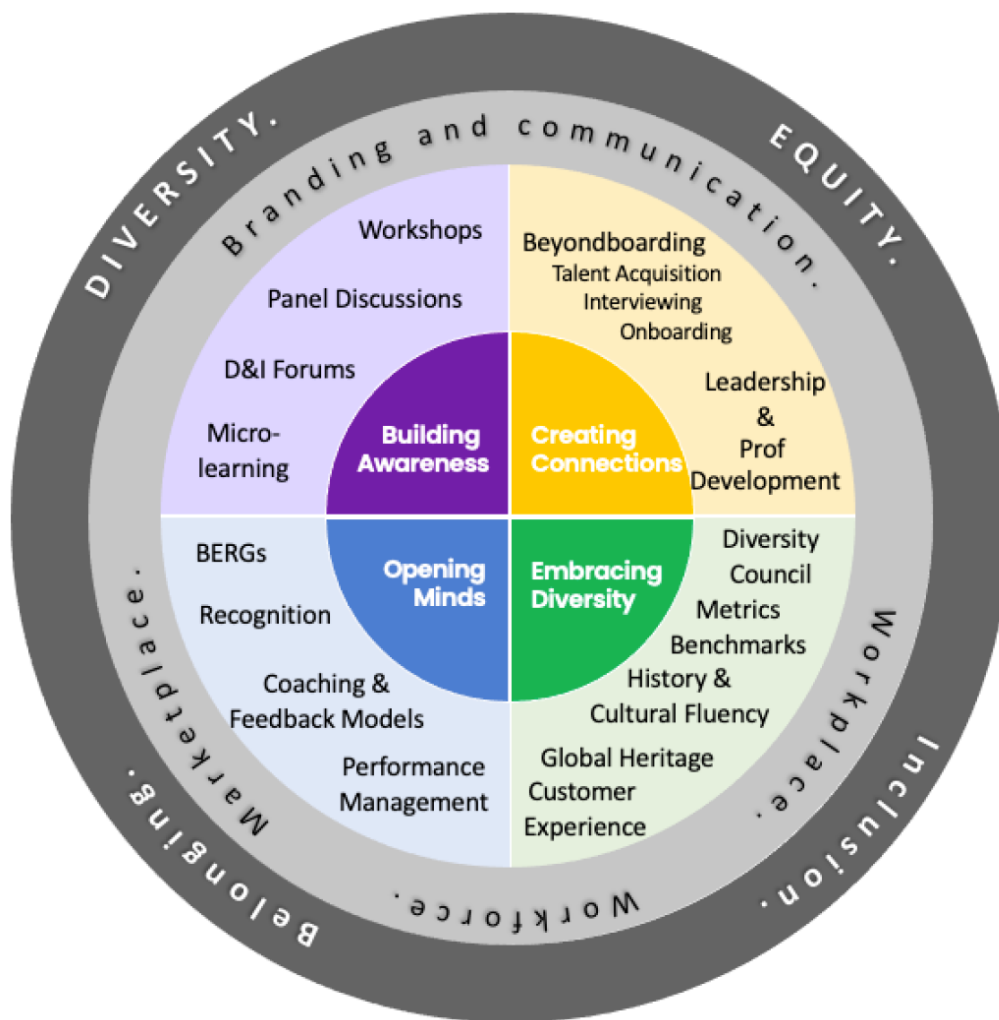 DIVERSITY.
EQUITY.
Inclusion.
Belonging.
Branding and communication.
Workplace.
Workforce.
Marketplace.
Workshops
Panel Discussions
D&I Forums
Micro-
learning
Building
Awareness
Beyondboarding
Talent Acquisition
Interviewing
Onboarding
Leadership
&
Prof
Development
Creating
Connections
BERGs
Recognition
Coaching &
Feedback Models
Performance
Management
Opening
Minds
Embracing
Diversity
Diversity
Council
Metrics
Benchmarks
History &
Cultural Fluency
Global Heritage
Customer
Experience